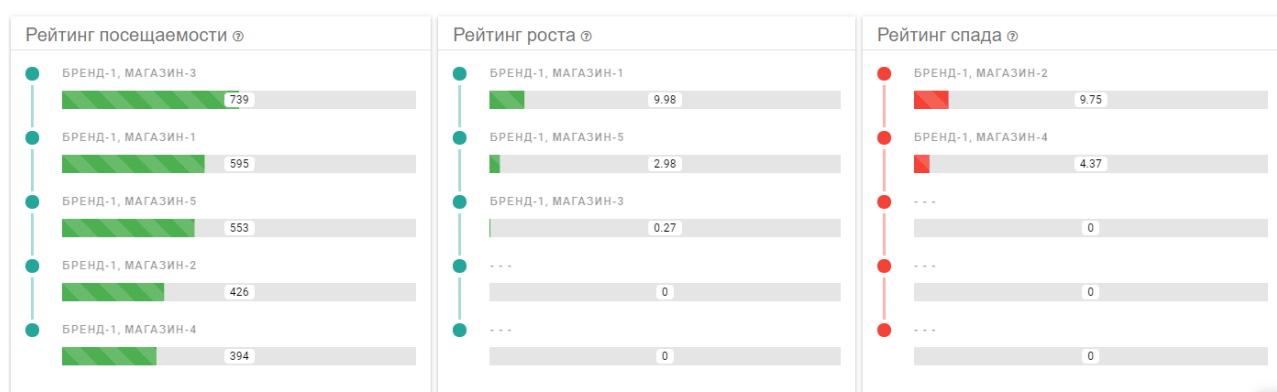 Рейтинг посещаемости ?
БРЕНД-1, МАГАЗИН-3
739
БРЕНД-1, МАГАЗИН-1
595
БРЕНД-1, МАГАЗИН-5
553
БРЕНД-1, МАГАЗИН-2
426
БРЕНД-1, МАГАЗИН-4
394
Рейтинг роста ?
БРЕНД-1, МАГАЗИН-1
9.98
БРЕНД-1, МАГАЗИН-5
2.98
БРЕНД-1, МАГАЗИН-3
0.27
- - -
0
- - -
0
Рейтинг спада ?
БРЕНД-1, МАГАЗИН-2
9.75
БРЕНД-1, МАГАЗИН-4
4.37
- - -
0
- - -
0
- - -
0